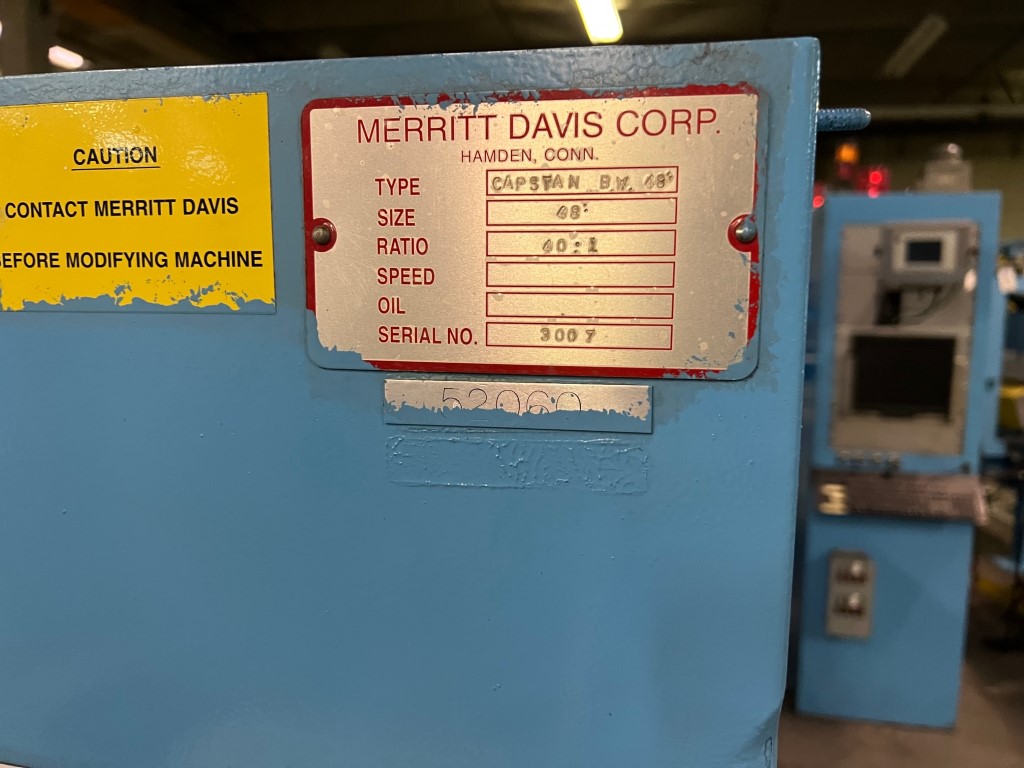 CAUTION
CONTACT MERRITT DAVIS
BEFORE MODIFYING MACHINE
MERRITT DAVIS CORP.
HAMDEN, CONN.
TYPE CAPSTAN B.W. 48"
SIZE 48"
RATIO 40:1
SPEED
OIL
SERIAL NO. 3007
52060